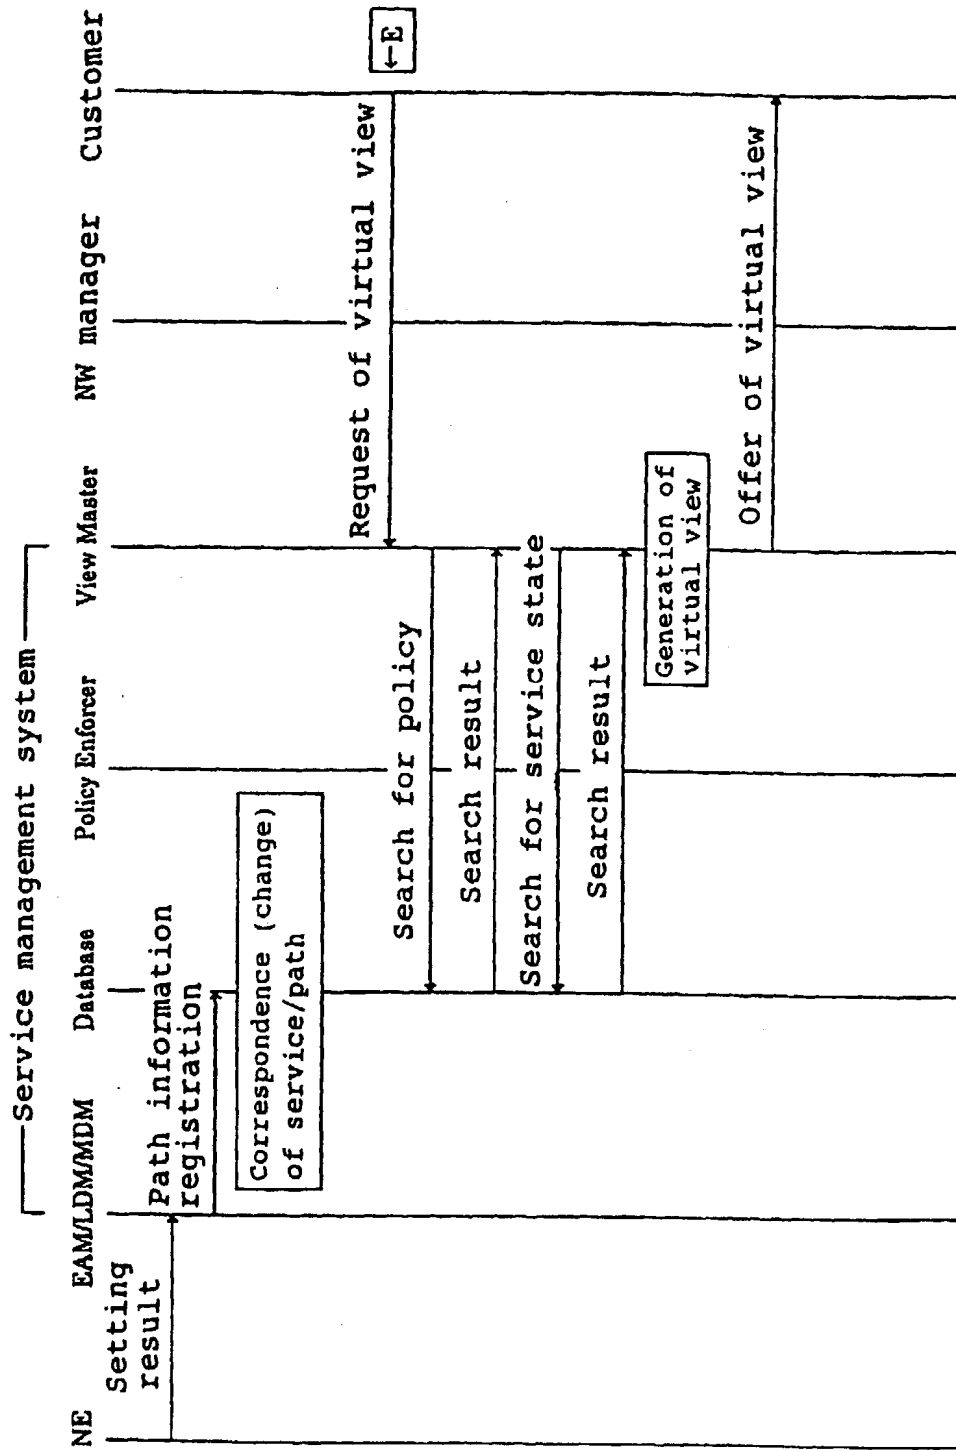 Service management system
NE
EAM/LDM/MDM
Database
Policy Enforcer
View Master
NW manager
Customer
Setting
result
Path information
registration
Correspondence (change)
of service/path
Request of virtual view
←E
Search for policy
Search result
Search for service state
Search result
Generation of
virtual view
Offer of virtual view